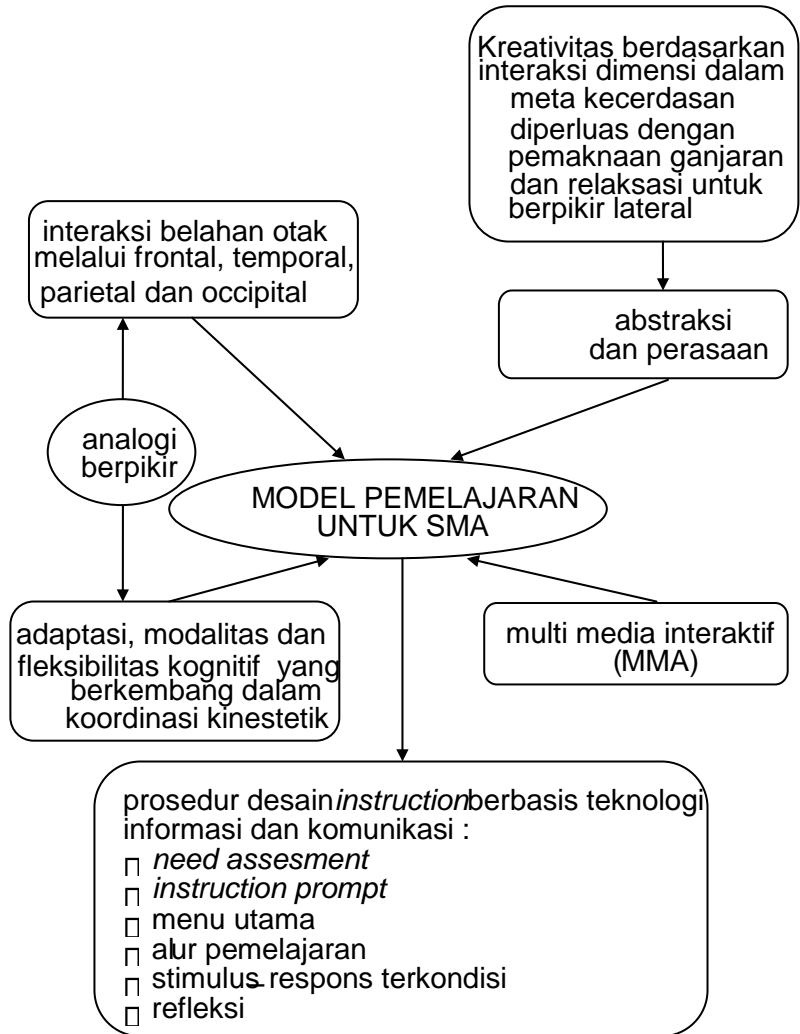 Kreativitas berdasarkan
interaksi dimensi dalam
meta kecerdasan
diperluas dengan
pemaknaan ganjaran
dan relaksasi untuk
berpikir lateral
interaksi belahan otak
melalui frontal, temporal,
parietal dan occipital
abstraksi
dan perasaan
analogi
berpikir
MODEL PEMELAJARAN
UNTUK SMA
adaptasi, modalitas dan
fleksibilitas kognitif yang
berkembang dalam
koordinasi kinestetik
multi media interaktif
(MMA)
prosedur desain instruction berbasis teknologi
informasi dan komunikasi :
need assesment
instruction prompt
menu utama
alur pemelajaran
stimulus–respons terkondisi
refleksi